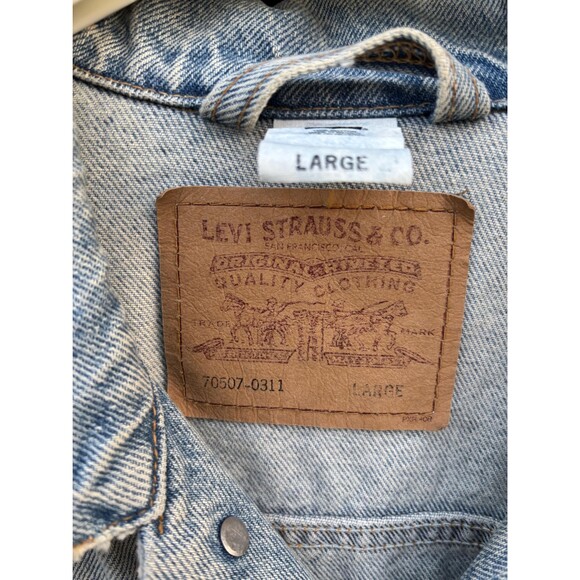 LARGE
LEVI STRAUSS & CO.
SAN FRANCISCO, CAL.
ORIGINAL RIVETED
QUALITY CLOTHING
TRADE MARK
70507-0311 LARGE